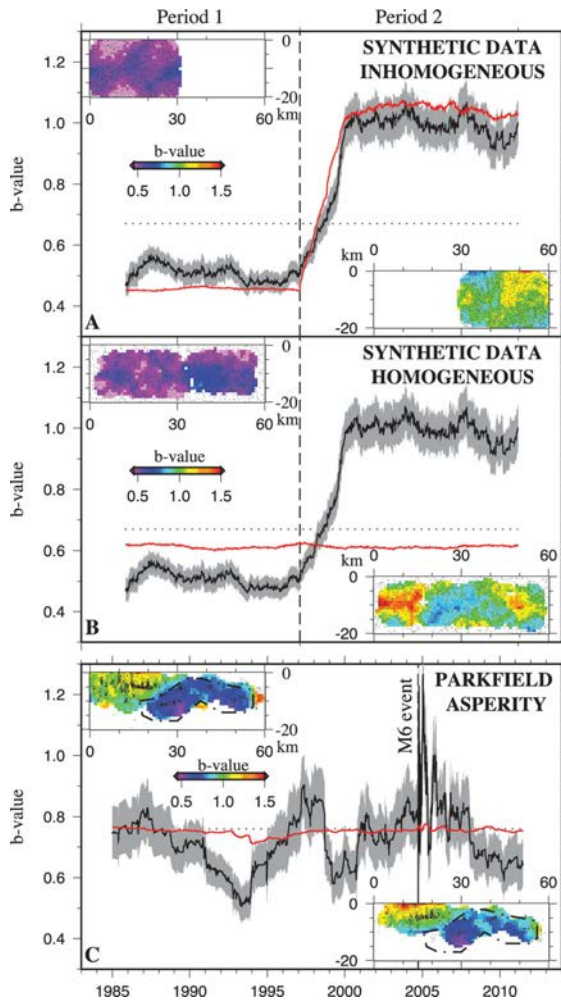 Period 1 Period 2
SYNTHETIC DATA
INHOMOGENEOUS
0
-20
0 30 60
km
b-value
0.5 1.0 1.5
1.2
1.0
0.8
0.6
0.4
b-value
km
0 30 60
0
-20
A
SYNTHETIC DATA
HOMOGENEOUS
0
-20
0 30 60
km
b-value
0.5 1.0 1.5
1.2
1.0
0.8
0.6
0.4
b-value
km
0 30 60
0
-20
B
PARKFIELD
ASPERITY
0
-20
0 30 60
km
b-value
0.5 1.0 1.5
M6 event
1.2
1.0
0.8
0.6
0.4
b-value
km
0 30 60
0
-20
C
1985 1990 1995 2000 2005 2010